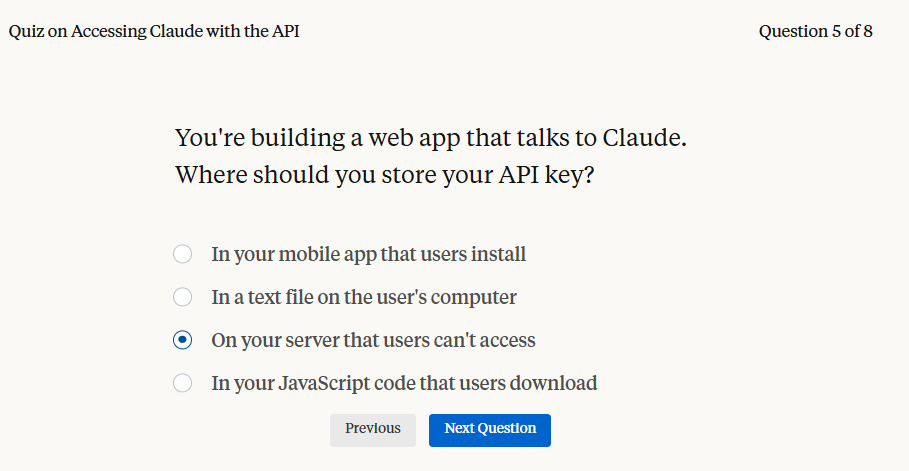 Quiz on Accessing Claude with the API
Question 5 of 8
You're building a web app that talks to Claude.
Where should you store your API key?
In your mobile app that users install
In a text file on the user's computer
On your server that users can't access
In your JavaScript code that users download
Previous
Next Question